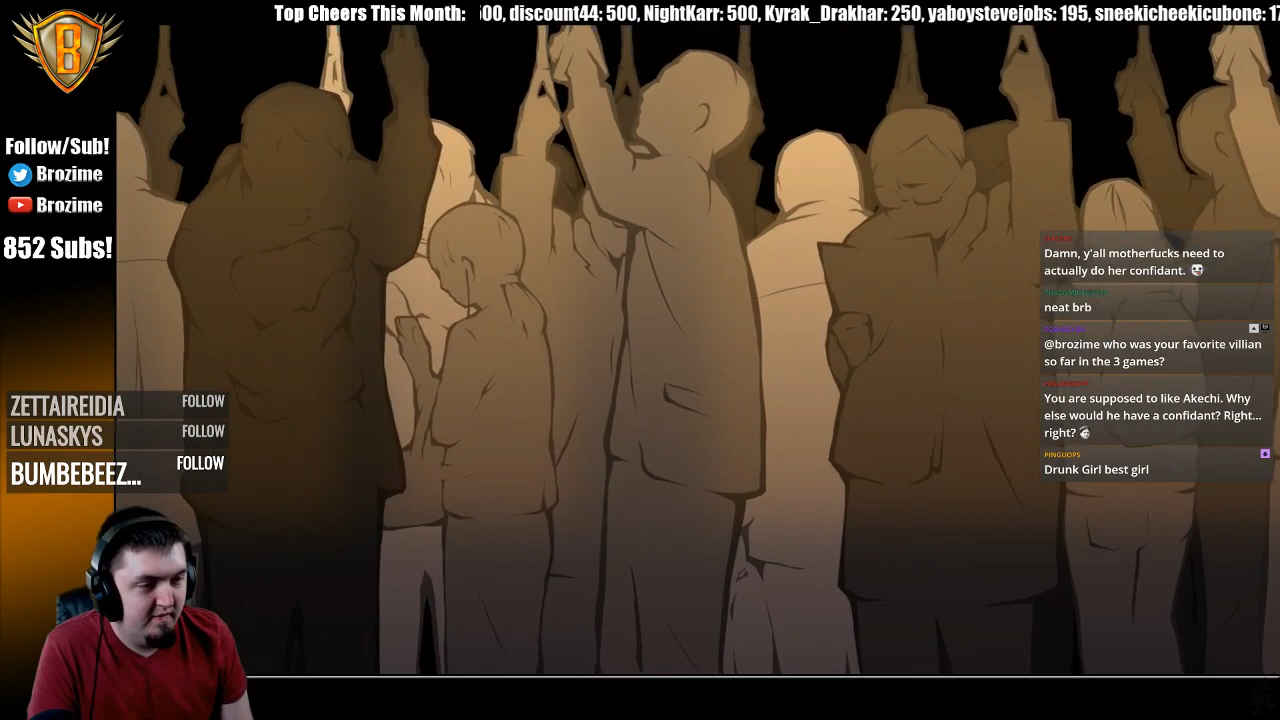 Top Cheers This Month: 500, discount44: 500, NightKarr: 500, Kyrak_Drakhar: 250, yaboystevejobs: 195, sneekicheekicubone:
B
Follow/Sub!
Brozime
Brozime
852 Subs!
ZETTAIREIDIA FOLLOW
LUNASKYS FOLLOW
BUMBEBEEZ... FOLLOW
Damn, y'all motherfucks need to
actually do her confidant.
neat brb
@brozime who was your favorite villian
so far in the 3 games?
You are supposed to like Akechi. Why
else would he have a confidant? Right...
right?
PINGUOPS
Drunk Girl best girl